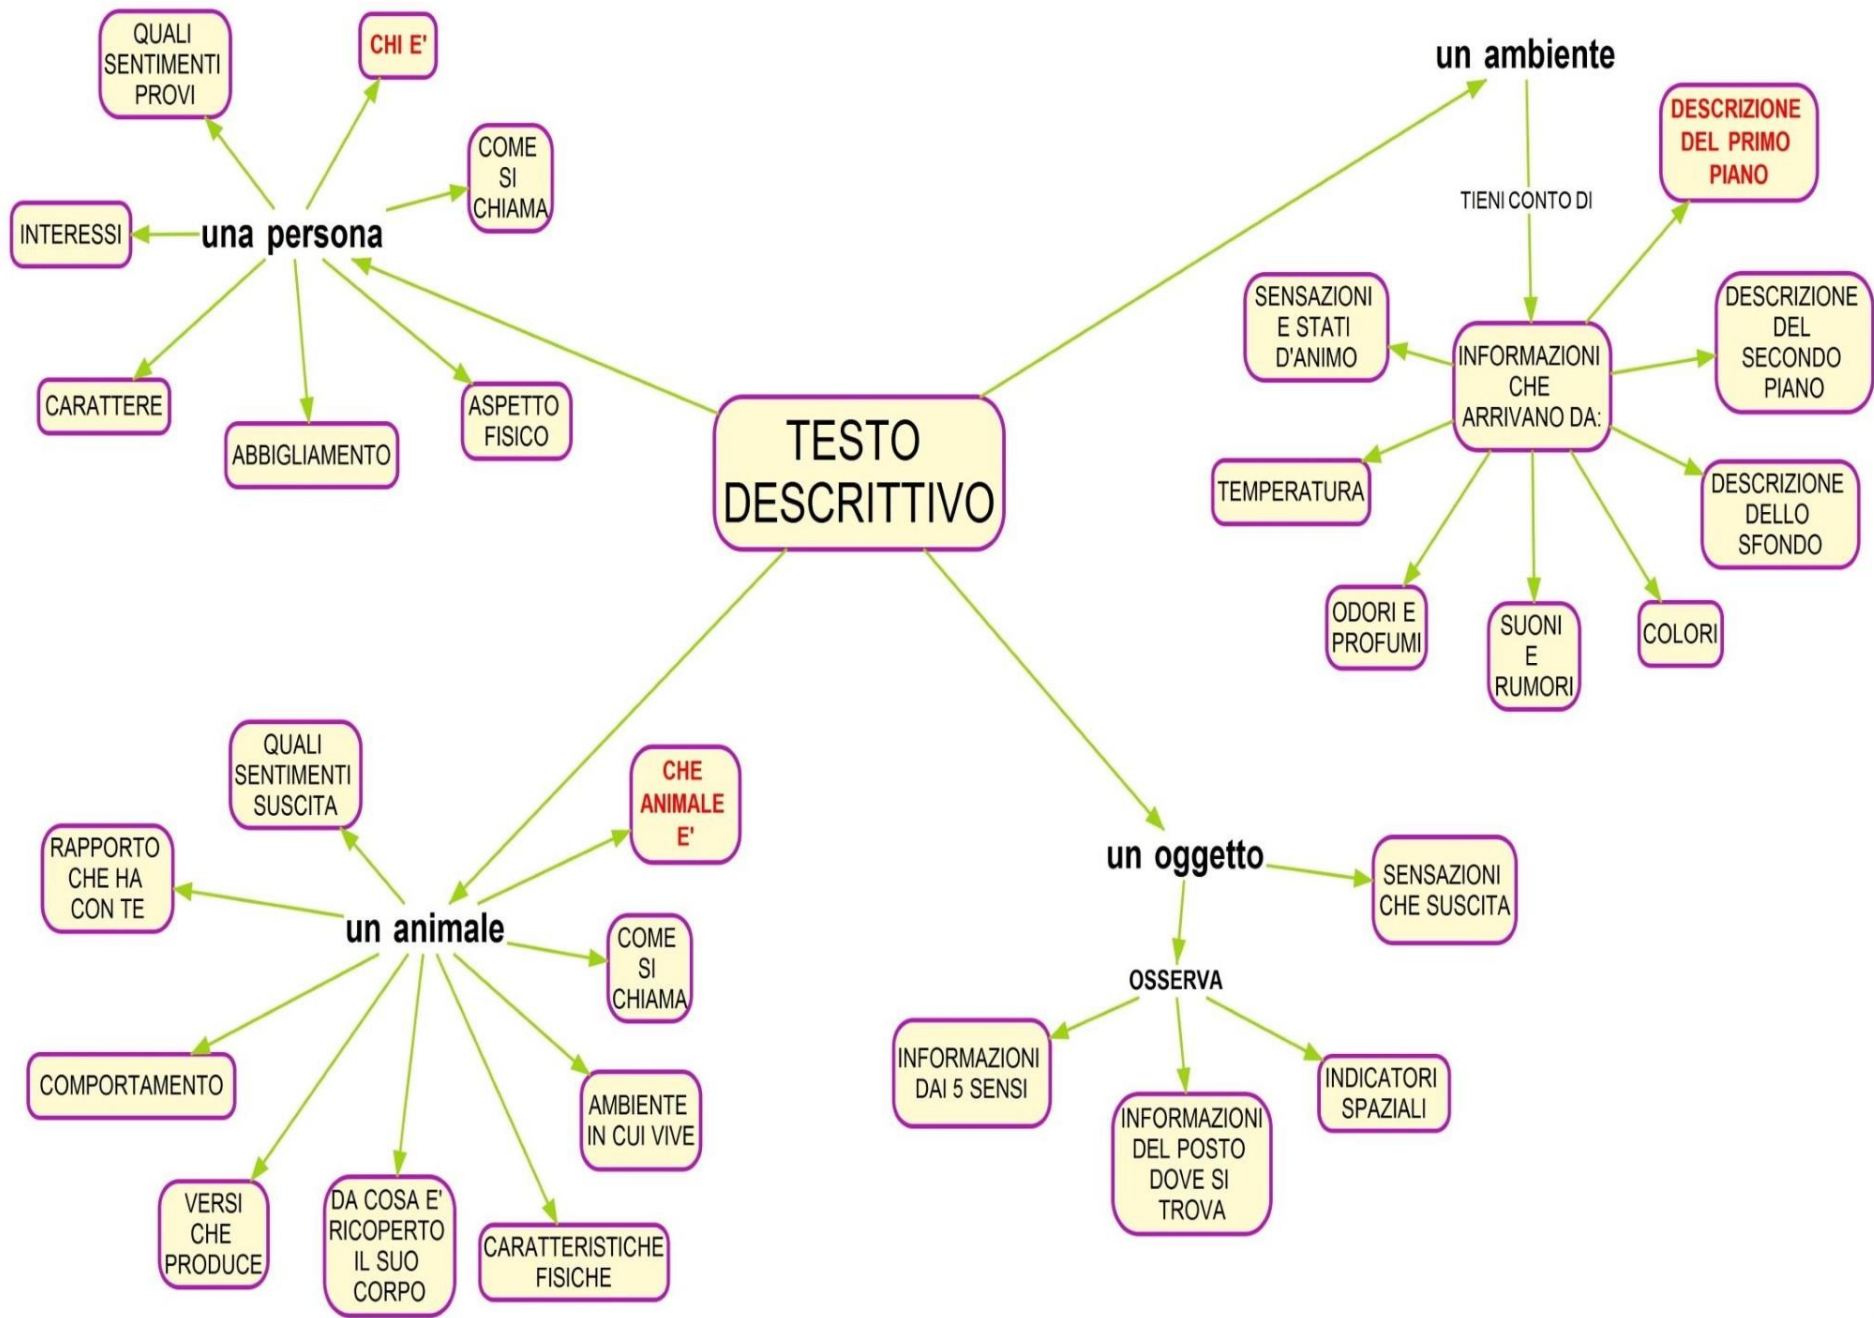 QUALI
SENTIMENTI
PROVI
CHI E'
COME
SI
CHIAMA
INTERESSI
una persona
CARATTERE
ABBIGLIAMENTO
ASPETTO
FISICO
un ambiente
TIENI CONTO DI
DESCRIZIONE
DEL PRIMO
PIANO
SENSAZIONI
E STATI
D'ANIMO
INFORMAZIONI
CHE
ARRIVANO DA:
DESCRIZIONE
DEL
SECONDO
PIANO
TEMPERATURA
DESCRIZIONE
DELLO
SFONDO
ODORI E
PROFUMI
SUONI
E
RUMORI
COLORI
TESTO
DESCRITTIVO
QUALI
SENTIMENTI
SUSCITA
CHE
ANIMALE
E'
RAPPORTO
CHE HA
CON TE
un animale
COME
SI
CHIAMA
COMPORTAMENTO
AMBIENTE
IN CUI VIVE
VERSI
CHE
PRODUCE
DA COSA E'
RICOPERTO
IL SUO
CORPO
CARATTERISTICHE
FISICHE
un oggetto
SENSAZIONI
CHE SUSCITA
OSSERVA
INFORMAZIONI
DAI 5 SENSI
INFORMAZIONI
DEL POSTO
DOVE SI
TROVA
INDICATORI
SPAZIALI